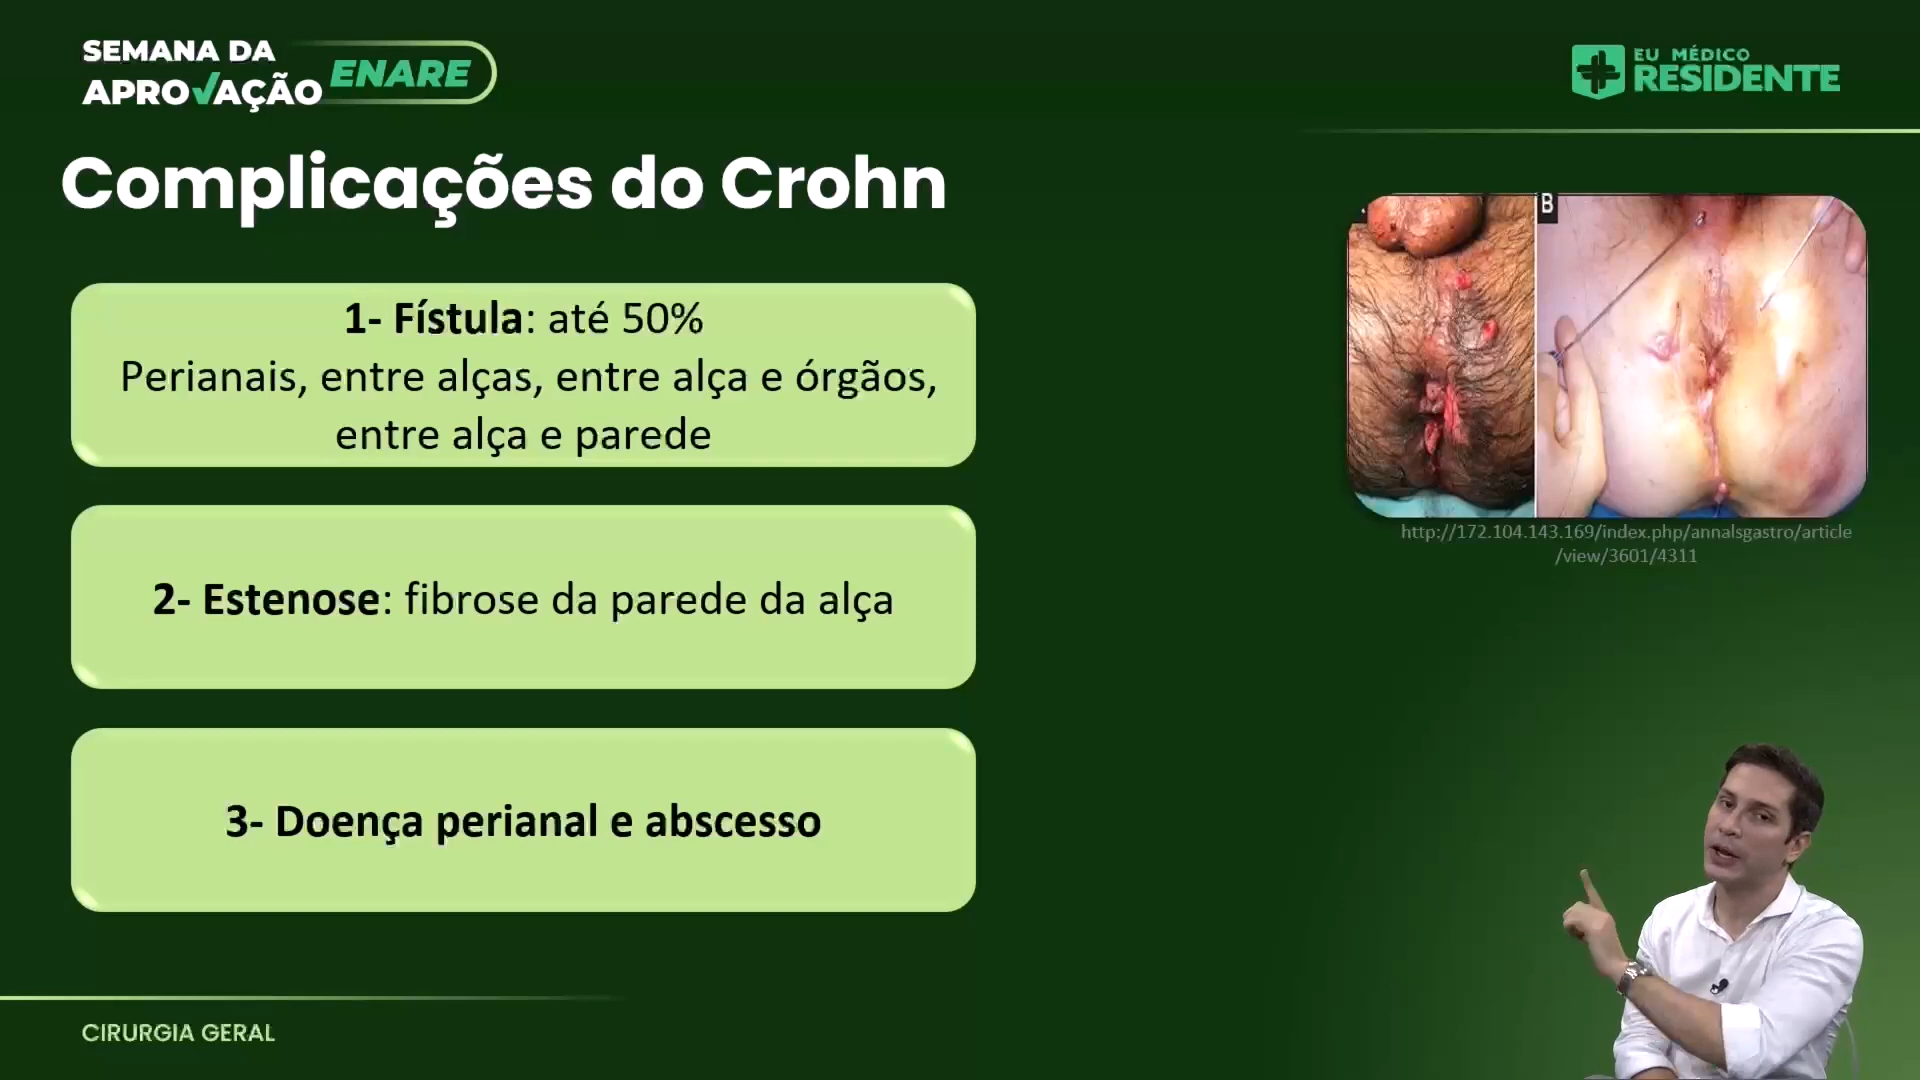 SEMANA DA
APROVAÇÃO ENARE
EU MÉDICO
RESIDENTE
Complicações do Crohn
1- Fístula: até 50%
Perianais, entre alças, entre alça e órgãos,
entre alça e parede
2- Estenose: fibrose da parede da alça
3- Doença perianal e abscesso
B
http://172.104.143.169/index.php/annalsgastro/article
/view/3601/4311
CIRURGIA GERAL